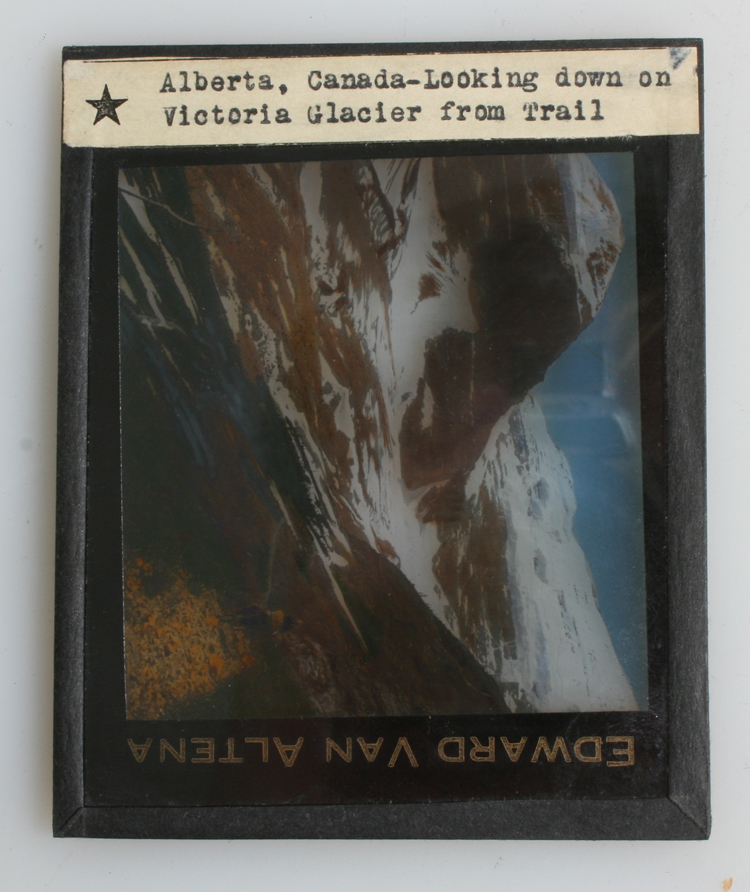 Alberta, Canada-Looking down on
Victoria Glacier from Trail
EDWARD VAN ALTENA